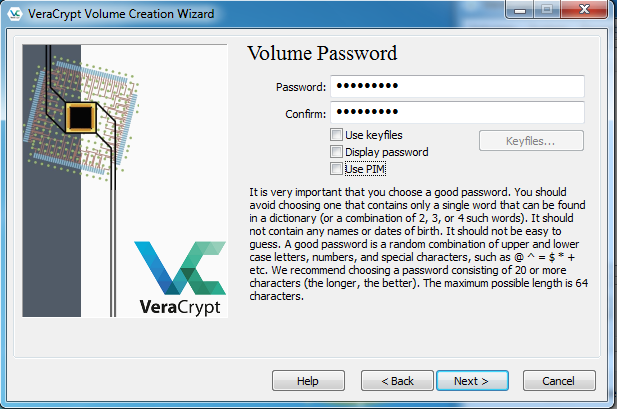 VeraCrypt Volume Creation Wizard
Volume Password
Password: •••••••••
Confirm: •••••••••
Use keyfiles
Keyfiles...
Display password
Use PIM
It is very important that you choose a good password. You should
avoid choosing one that contains only a single word that can be found
in a dictionary (or a combination of 2, 3, or 4 such words). It should
not contain any names or dates of birth. It should not be easy to
guess. A good password is a random combination of upper and lower
case letters, numbers, and special characters, such as @ ^ = $ * +
etc. We recommend choosing a password consisting of 20 or more
characters (the longer, the better). The maximum possible length is 64
characters.
VeraCrypt
Help
< Back
Next >
Cancel